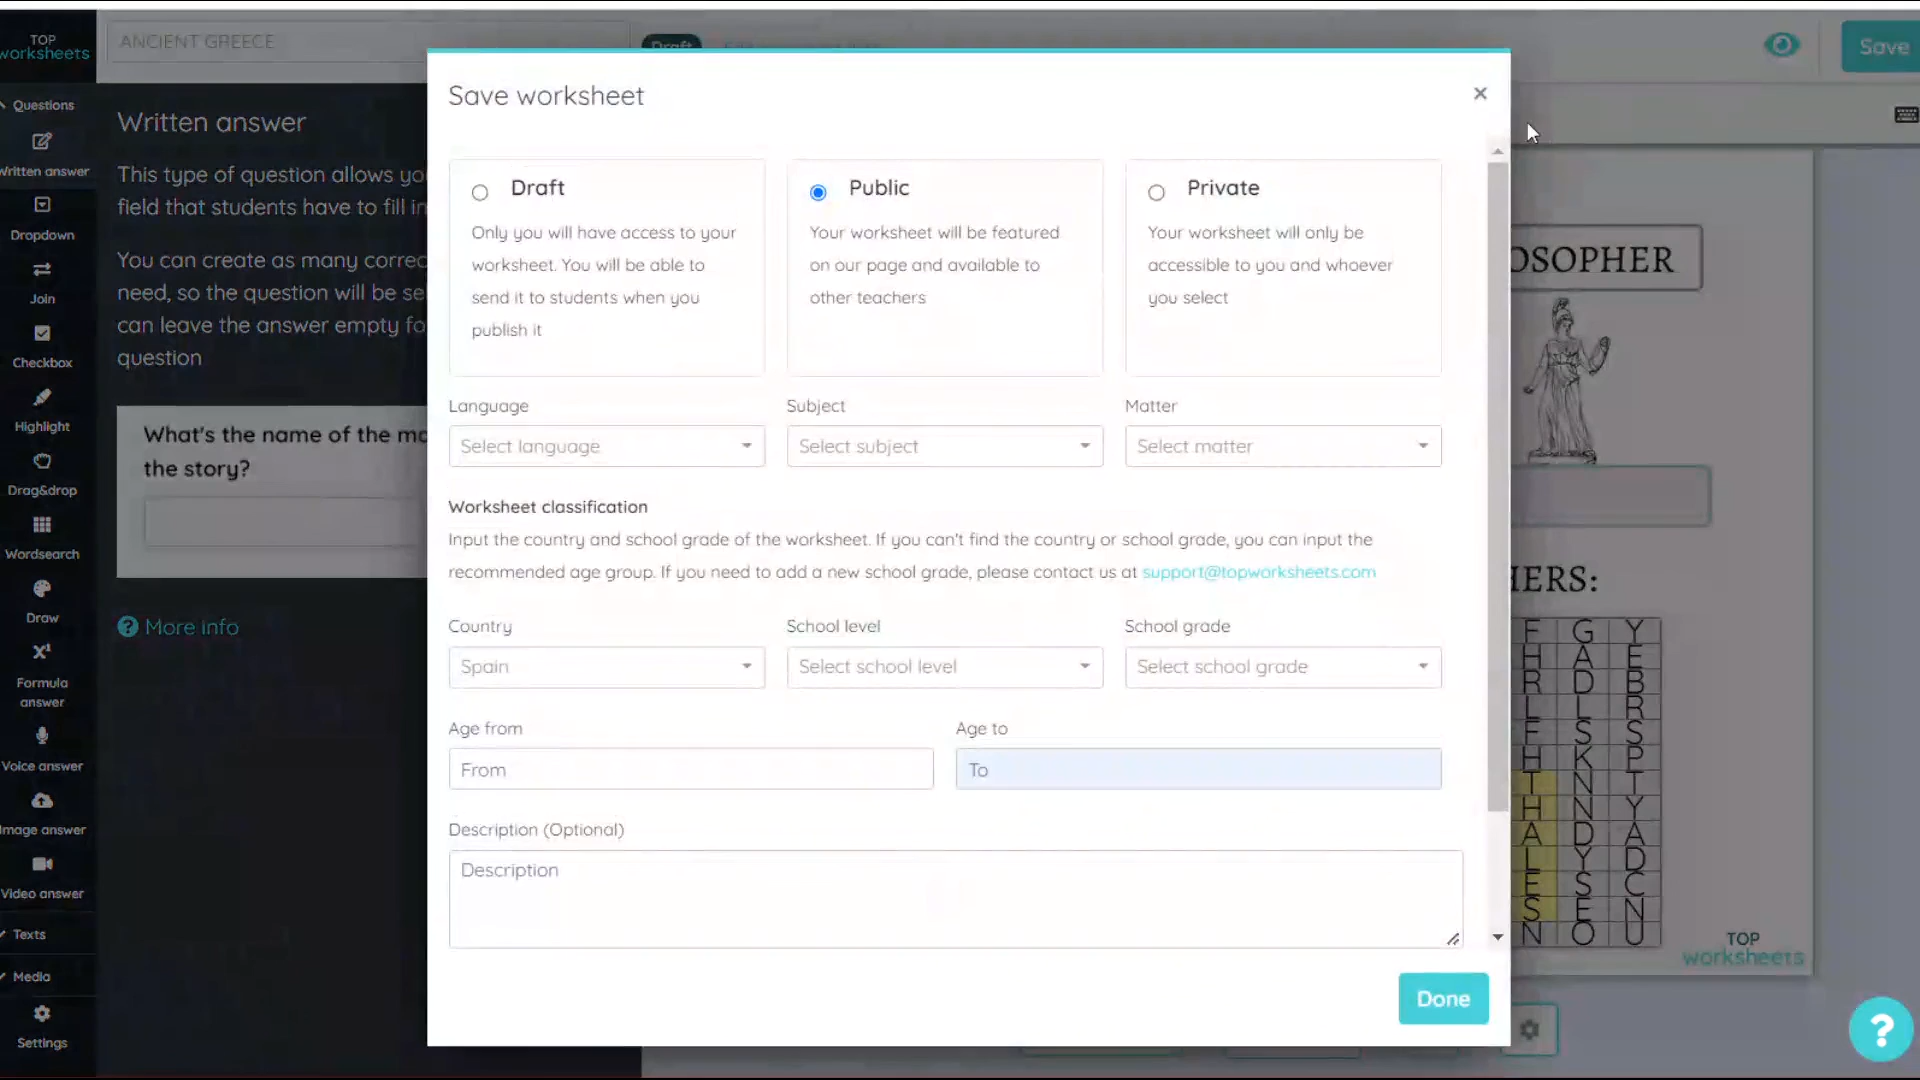 TOP
worksheets
ANCIENT GREECE
Draft
Save
Questions
Written answer
Dropdown
Join
Checkbox
Highlight
Drag&drop
Wordsearch
Draw
Formula
answer
Voice answer
Image answer
Video answer
Texts
Media
Settings
Written answer
This type of question allows yo
field that students have to fill in
You can create as many correc
need, so the question will be se
can leave the answer empty fo
question
What's the name of the ma
the story?
More info
Save worksheet
×
Draft
Only you will have access to your
worksheet. You will be able to
send it to students when you
publish it
Public
Your worksheet will be featured
on our page and available to
other teachers
Private
Your worksheet will only be
accessible to you and whoever
you select
Language
Subject
Matter
Select language
Select subject
Select matter
Worksheet classification
Input the country and school grade of the worksheet. If you can't find the country or school grade, you can input the
recommended age group. If you need to add a new school grade, please contact us at support@topworksheets.com
Country
School level
School grade
Spain
Select school level
Select school grade
Age from
Age to
From
To
Description (Optional)
Description
Done
OSOPHER
HERS:
F G Y
H A E
R D B
L L R
F S S
H K P
T N T
H N Y
A D A
L Y D
E S C
S E N
N O U
TOP
worksheets
?